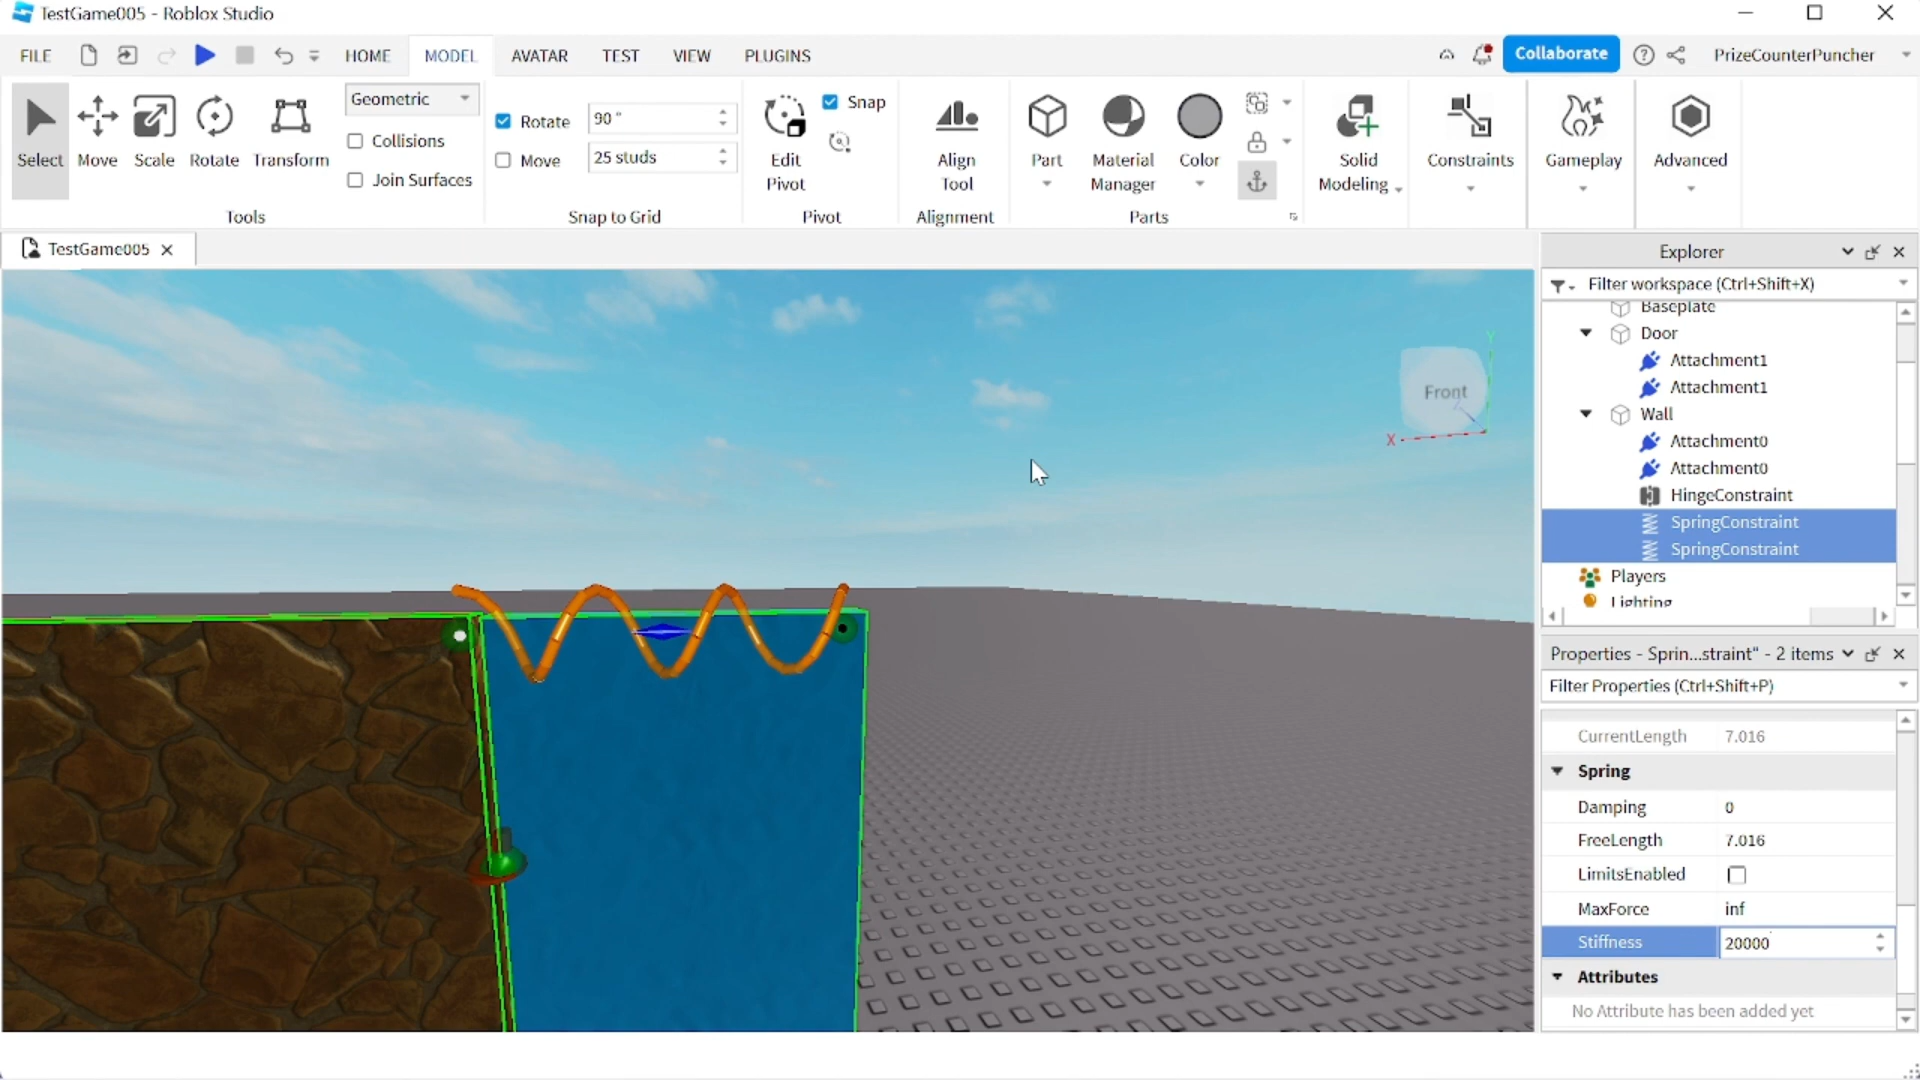 TestGame005 - Roblox Studio
FILE HOME MODEL AVATAR TEST VIEW PLUGINS Collaborate PrizeCounterPuncher
Select Move Scale Rotate Transform
Geometric
Collisions
Join Surfaces
Tools
Rotate 90 °
Move 25 studs
Snap to Grid
Edit Pivot
Snap
Pivot
Align Tool
Alignment
Part
Material Manager
Color
Parts
Solid Modeling
Constraints
Gameplay
Advanced
TestGame005
Front
X
Y
Explorer
Filter workspace (Ctrl+Shift+X)
Baseplate
Door
Attachment1
Attachment1
Wall
Attachment0
Attachment0
HingeConstraint
SpringConstraint
SpringConstraint
Players
Lighting
Properties - Sprin...straint" - 2 items
Filter Properties (Ctrl+Shift+P)
CurrentLength 7.016
Spring
Damping 0
FreeLength 7.016
LimitsEnabled
MaxForce inf
Stiffness 20000
Attributes
No Attribute has been added yet